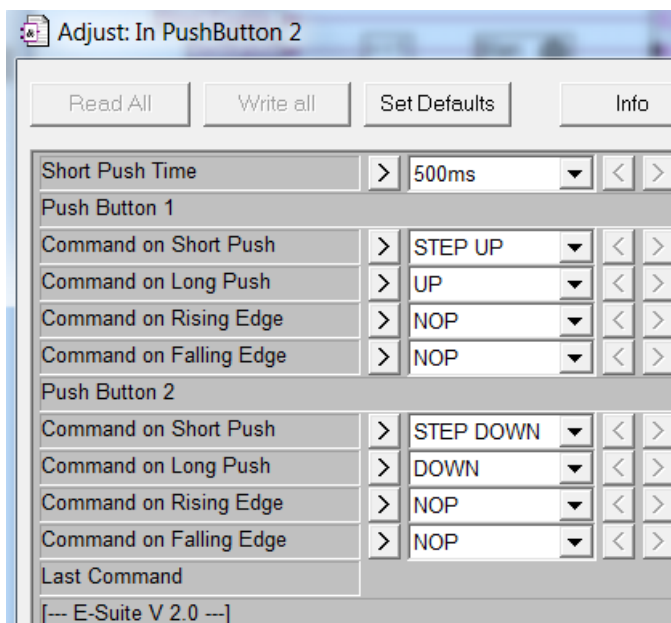 Adjust: In PushButton 2
Read All Write all Set Defaults Info
Short Push Time > 500ms < >
Push Button 1
Command on Short Push > STEP UP < >
Command on Long Push > UP < >
Command on Rising Edge > NOP < >
Command on Falling Edge > NOP < >
Push Button 2
Command on Short Push > STEP DOWN < >
Command on Long Push > DOWN < >
Command on Rising Edge > NOP < >
Command on Falling Edge > NOP < >
Last Command
[--- E-Suite V 2.0 ---]